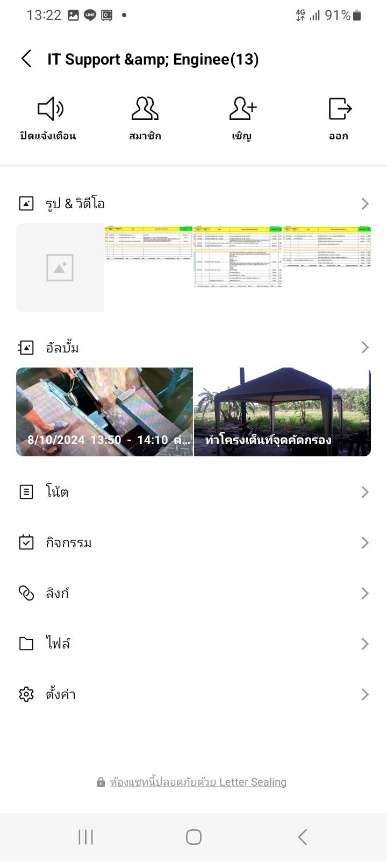 13:22 LINE 4G 91%
IT Support &amp; Enginee(13)
ปิดแจ้งเตือน สมาชิก เชิญ ออก
รูป & วิดีโอ
อัลบั้ม
8/10/2024 13:50 - 14:10 ต... ทำโครงเต็นท์จุดคัดกรอง
โน้ต
กิจกรรม
ลิงก์
ไฟล์
ตั้งค่า
ห้องแชทนี้ปลอดภัยด้วย Letter Sealing